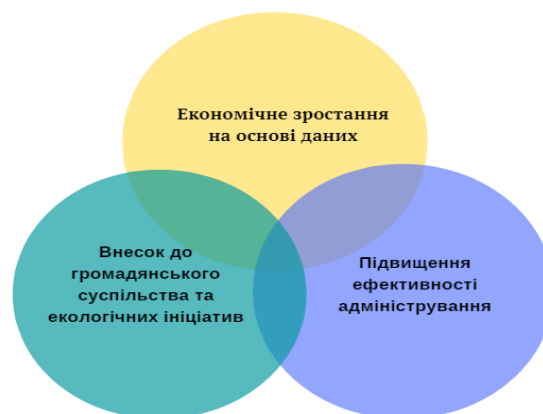 Економічне зростання
на основі даних
Внесок до
громадянського
суспільства та
екологічних ініціатив
Підвищення
ефективності
адміністрування